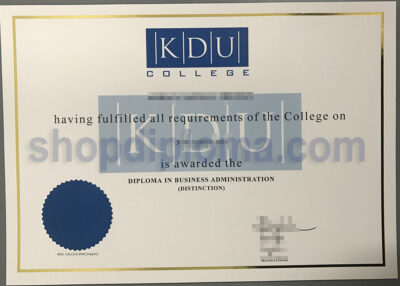 KDU
COLLEGE
having fulfilled all requirements of the College on
KDU
shopdiploma.com
is awarded the
DIPLOMA IN BUSINESS ADMINISTRATION
(DISTINCTION)